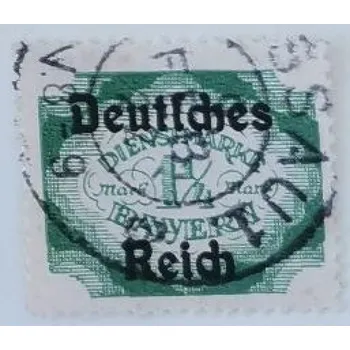 Deutsches
DIENSTMARKE
Mark 1¼ Mark
BAYERN
Reich